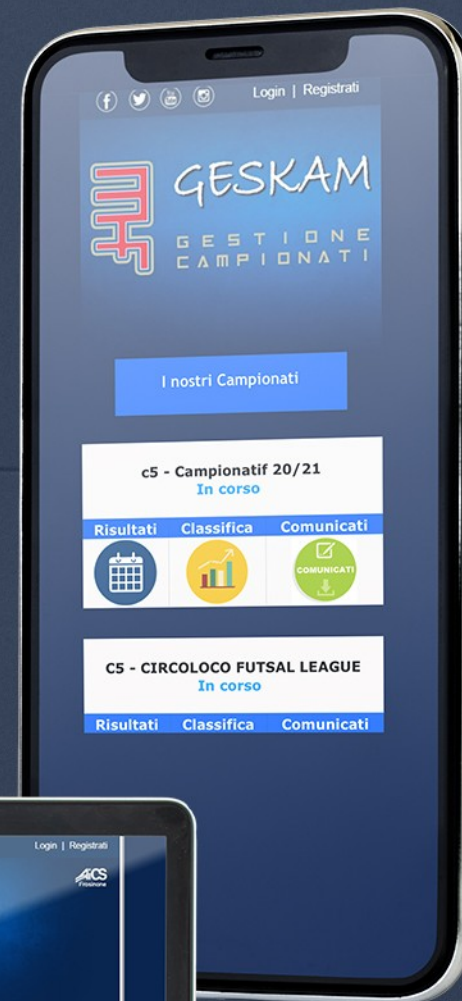 Login | Registrati
GESKAM
GESTIONE
CAMPIONATI
I nostri Campionati
c5 - Campionatif 20/21
In corso
Risultati Classifica Comunicati
COMUNICATI
C5 - CIRCOLOCO FUTSAL LEAGUE
In corso
Risultati Classifica Comunicati
Login | Registrati
AiCS
Frosinone